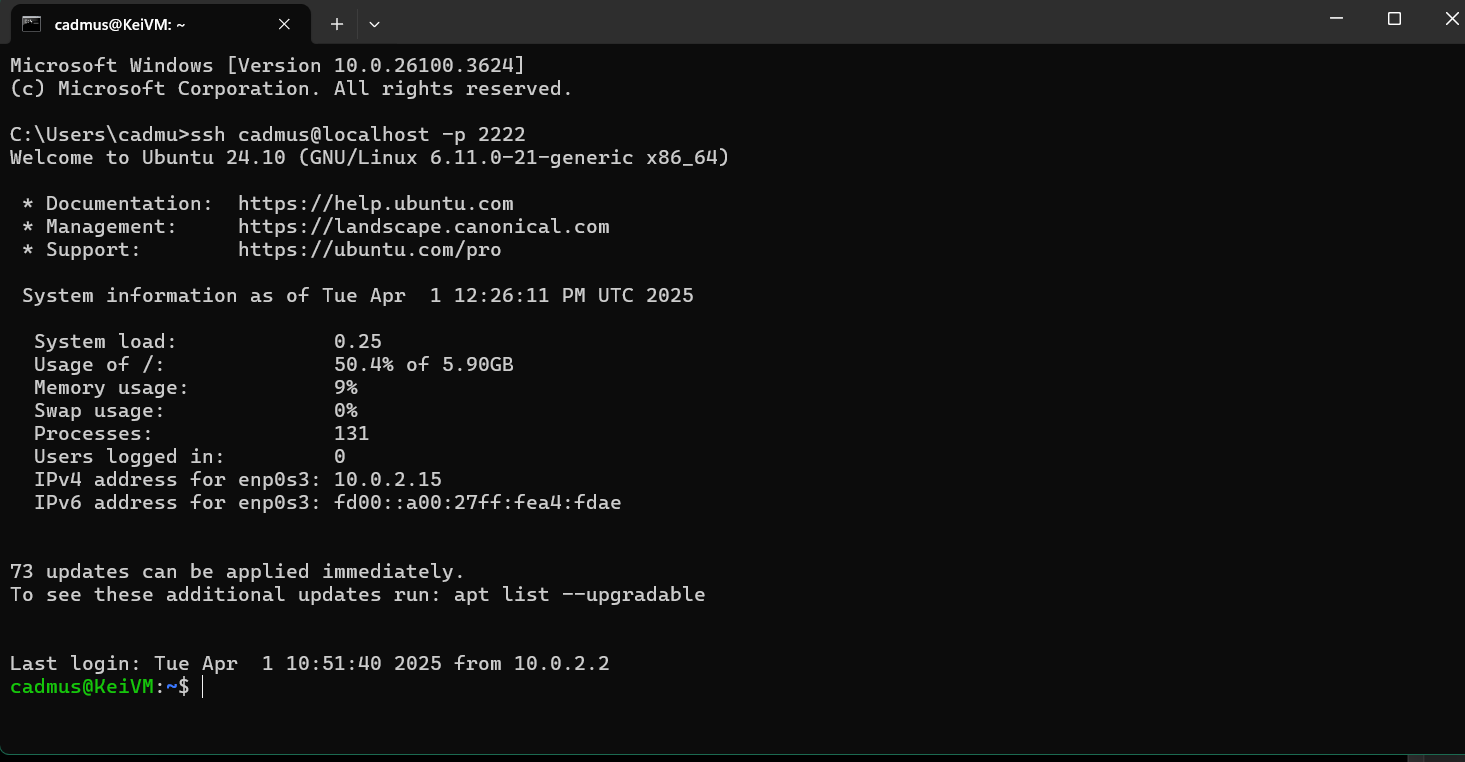 cadmus@KeiVM: ~
Microsoft Windows [Version 10.0.26100.3624]
(c) Microsoft Corporation. All rights reserved.
C:\Users\cadmu>ssh cadmus@localhost -p 2222
Welcome to Ubuntu 24.10 (GNU/Linux 6.11.0-21-generic x86_64)
* Documentation:  https://help.ubuntu.com
* Management:     https://landscape.canonical.com
* Support:        https://ubuntu.com/pro
System information as of Tue Apr  1 12:26:11 PM UTC 2025
System load:             0.25
Usage of /:              50.4% of 5.90GB
Memory usage:            9%
Swap usage:              0%
Processes:               131
Users logged in:         0
IPv4 address for enp0s3: 10.0.2.15
IPv6 address for enp0s3: fd00::a00:27ff:fea4:fdae
73 updates can be applied immediately.
To see these additional updates run: apt list --upgradable
Last login: Tue Apr  1 10:51:40 2025 from 10.0.2.2
cadmus@KeiVM:~$